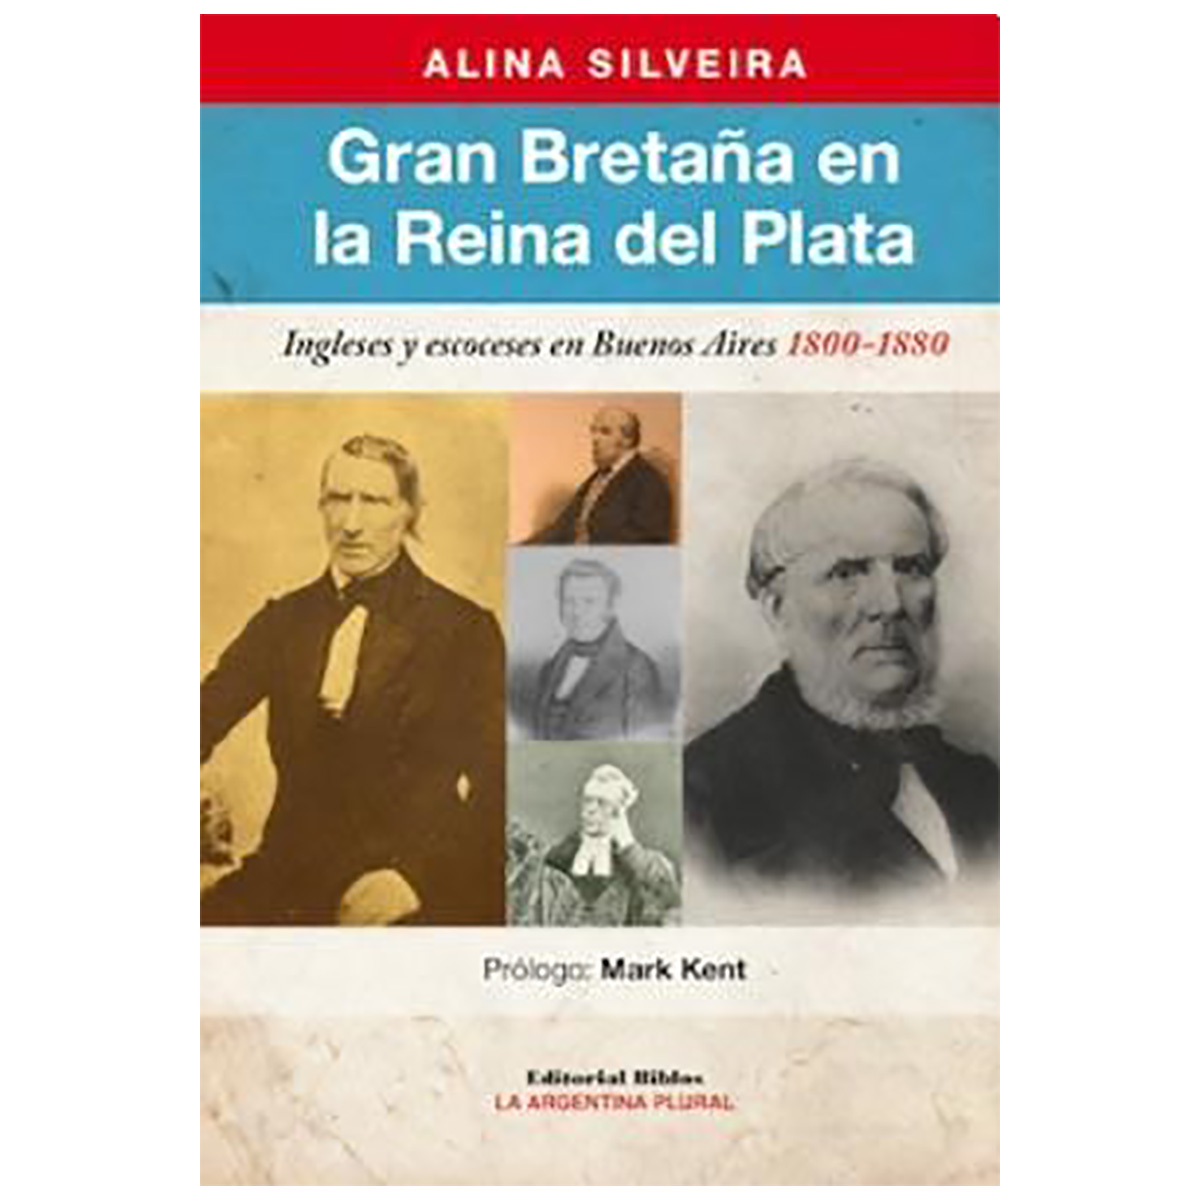 ALINA SILVEIRA
Gran Bretaña en
la Reina del Plata
Ingleses y escoceses en Buenos Aires 1800-1880
Prólogo: Mark Kent
Editorial Biblos
LA ARGENTINA PLURAL